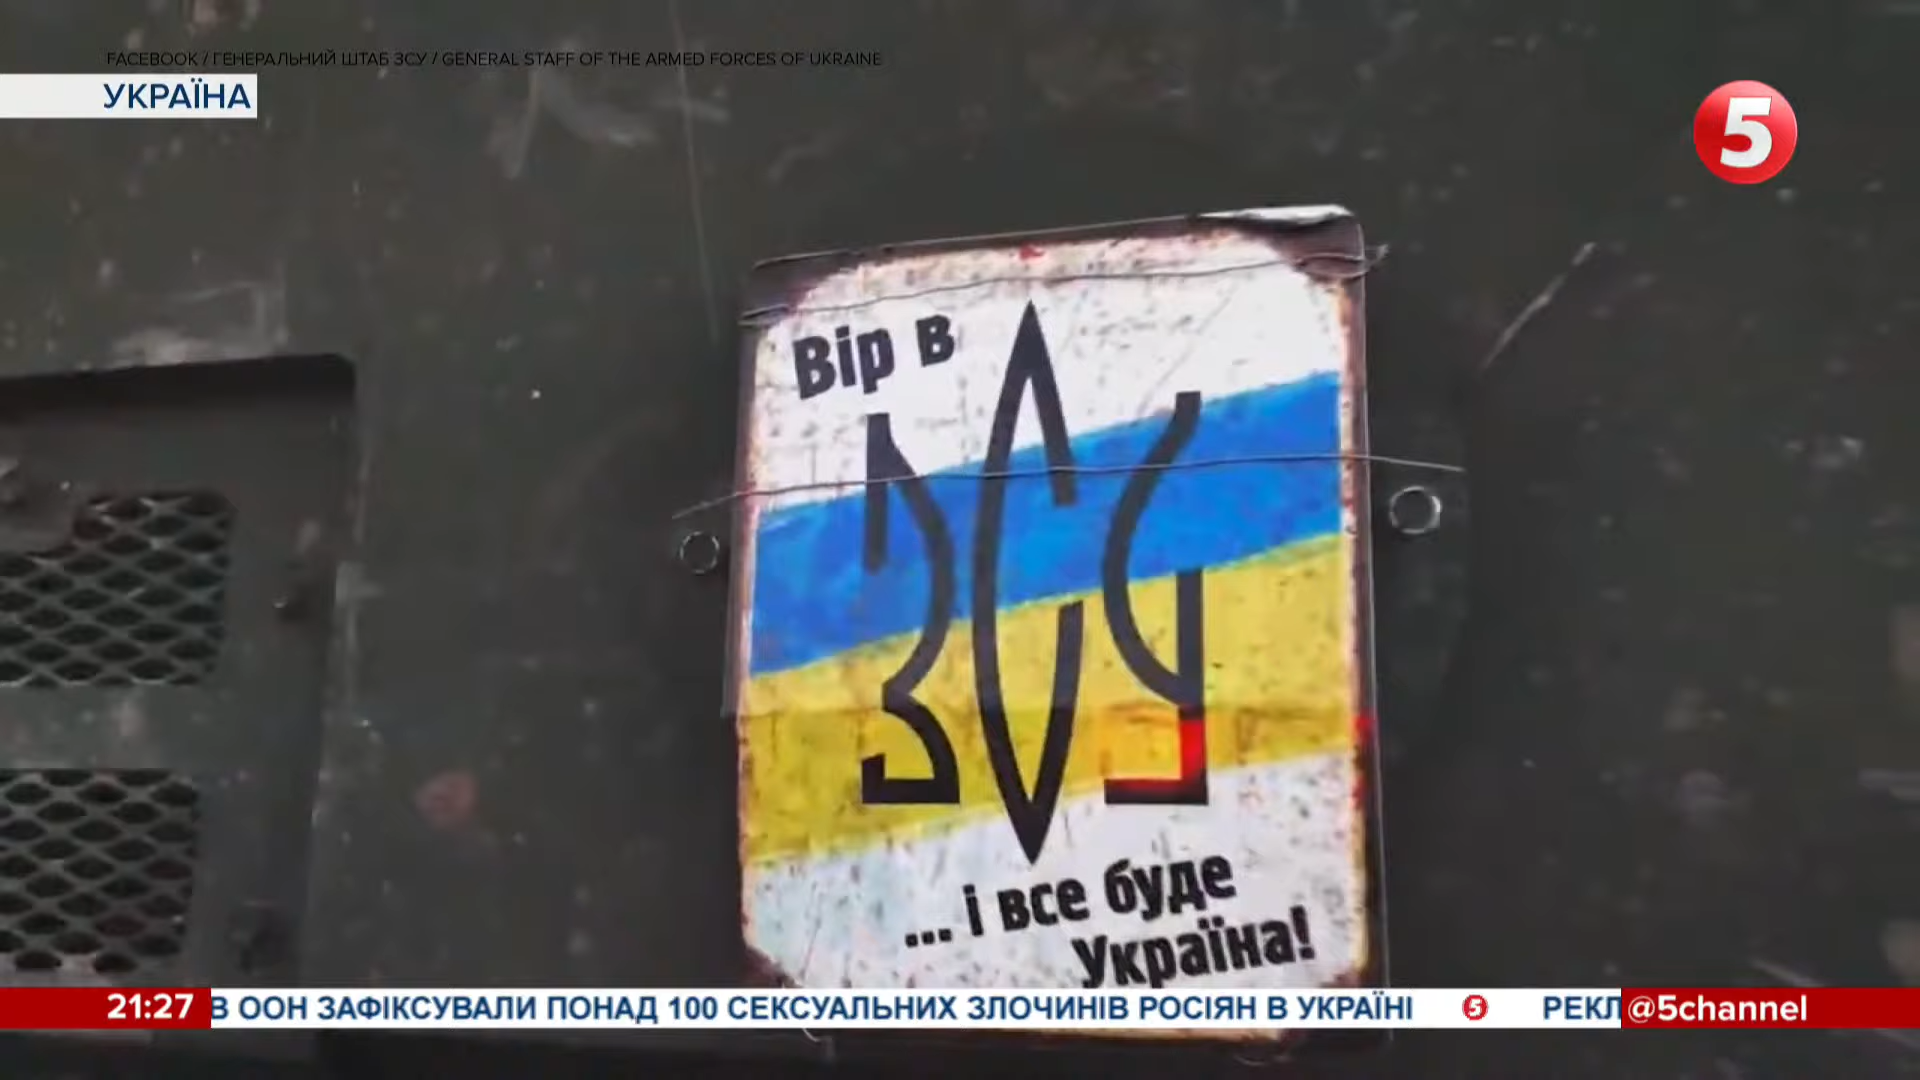 FACEBOOK / ГЕНЕРАЛЬНИЙ ШТАБ ЗСУ / GENERAL STAFF OF THE ARMED FORCES OF UKRAINE
УКРАЇНА
5
Вір в
ЗСУ
... і все буде
Україна!
21:27 В ООН ЗАФІКСУВАЛИ ПОНАД 100 СЕКСУАЛЬНИХ ЗЛОЧИНІВ РОСІЯН В УКРАЇНІ 5 РЕКЛ @5channel